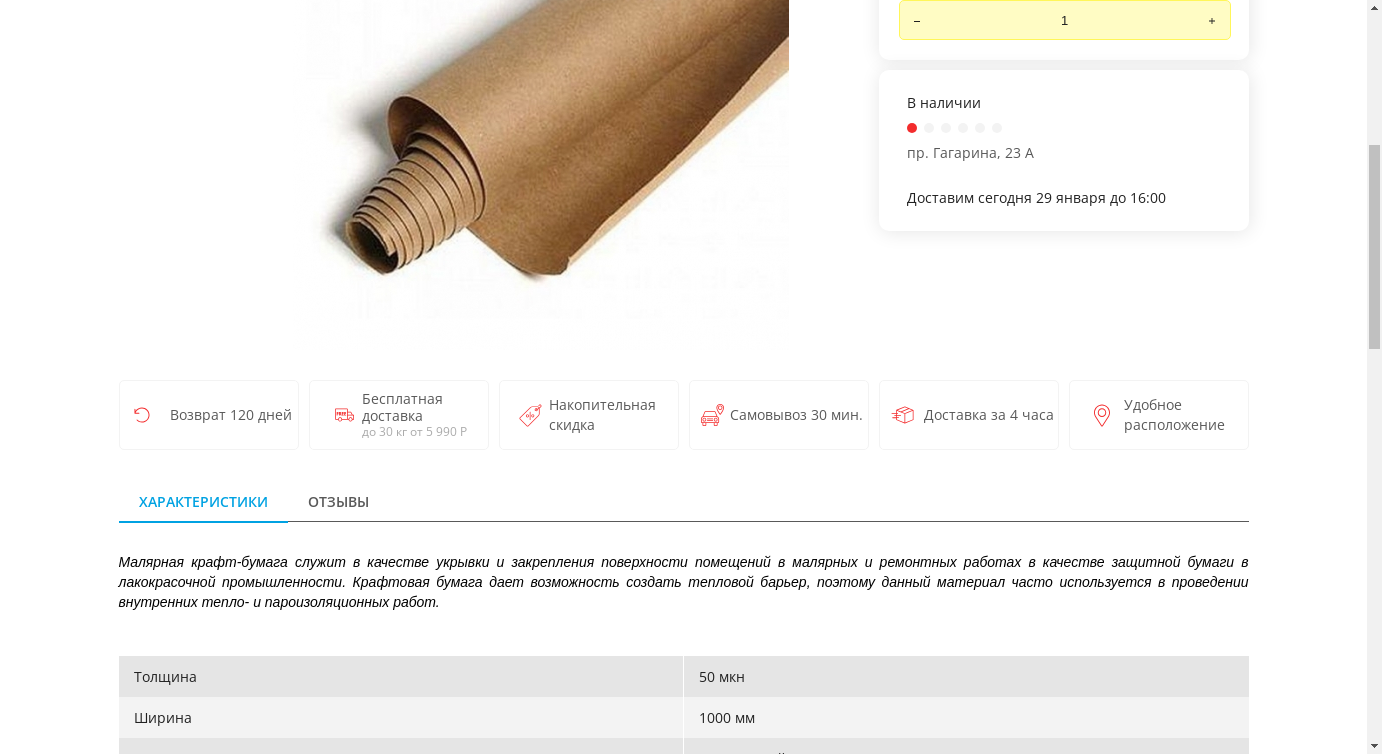 – 1 +
В наличии
пр. Гагарина, 23 А
Доставим сегодня 29 января до 16:00
Возврат 120 дней
Бесплатная
доставка
до 30 кг от 5 990 Р
Накопительная
скидка
Самовывоз 30 мин.
Доставка за 4 часа
Удобное
расположение
ХАРАКТЕРИСТИКИ ОТЗЫВЫ
Малярная крафт-бумага служит в качестве укрывки и закрепления поверхности помещений в малярных и ремонтных работах в качестве защитной бумаги в
лакокрасочной промышленности. Крафтовая бумага дает возможность создать тепловой барьер, поэтому данный материал часто используется в проведении
внутренних тепло- и пароизоляционных работ.
Толщина 50 мкн
Ширина 1000 мм